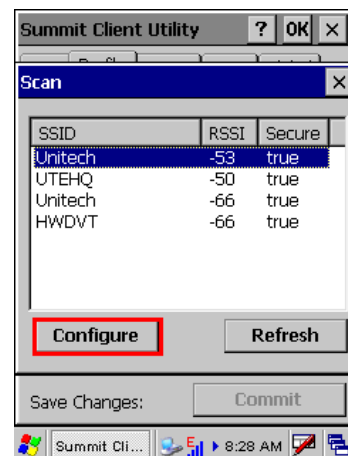 Summit Client Utility ? OK ×
Scan ×
SSID RSSI Secure
Unitech -53 true
UTEHQ -50 true
Unitech -66 true
HWDVT -66 true
Configure Refresh
Save Changes: Commit
Summit Cli... E 8:28 AM